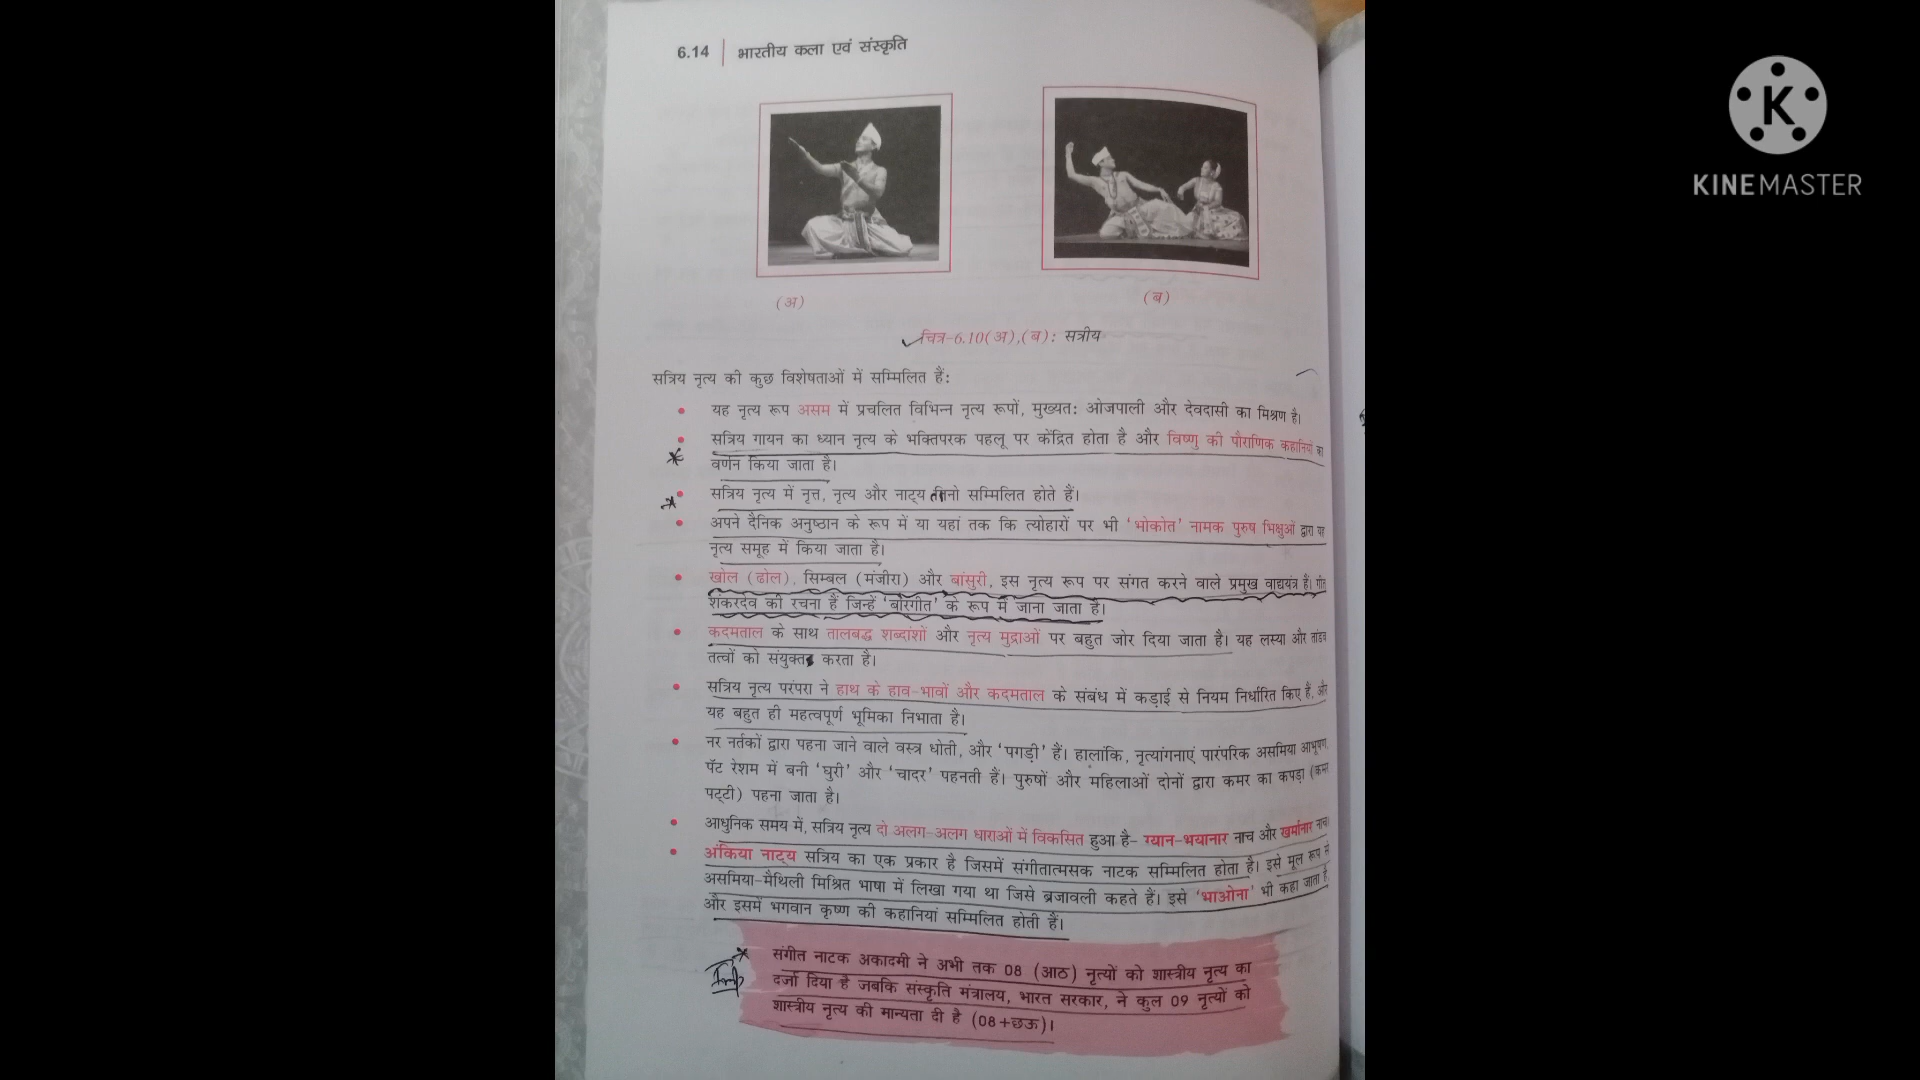 6.14 | भारतीय कला एवं संस्कृति
KINEMASTER
(अ)
(ब)
चित्र-6.10(अ),(ब): सत्रीय
सत्रिय नृत्य की कुछ विशेषताओं में सम्मिलित हैं:
• यह नृत्य रूप असम में प्रचलित विभिन्न नृत्य रूपों, मुख्यत: ओजपाली और देवदासी का मिश्रण है।
• सत्रिय गायन का ध्यान नृत्य के भक्तिपरक पहलू पर केंद्रित होता है और विष्णु की पौराणिक कहानियों का
वर्णन किया जाता है।
• सत्रिय नृत्य में नृत्त, नृत्य और नाट्य तीनो सम्मिलित होते हैं।
• अपने दैनिक अनुष्ठान के रूप में या यहां तक कि त्योहारों पर भी ‘भोकोत’ नामक पुरुष भिक्षुओं द्वारा यह
नृत्य समूह में किया जाता है।
• खोल (ढोल), सिम्बल (मंजीरा) और बांसुरी, इस नृत्य रूप पर संगत करने वाले प्रमुख वाद्ययंत्र हैं। गीत
शंकरदेव की रचना हैं जिन्हें ‘बोरगीत’ के रूप में जाना जाता है।
• कदमताल के साथ तालबद्ध शब्दांशों और नृत्य मुद्राओं पर बहुत जोर दिया जाता है। यह लस्या और तांडव
तत्वों को संयुक्त करता है।
• सत्रिय नृत्य परंपरा ने हाथ के हाव-भावों और कदमताल के संबंध में कड़ाई से नियम निर्धारित किए हैं, और
यह बहुत ही महत्वपूर्ण भूमिका निभाता है।
• नर नर्तकों द्वारा पहना जाने वाले वस्त्र धोती, और ‘पगड़ी’ हैं। हालांकि, नृत्यांगनाएं पारंपरिक असमिया आभूषण,
पॅट रेशम में बनी ‘घुरी’ और ‘चादर’ पहनती हैं। पुरुषों और महिलाओं दोनों द्वारा कमर का कपड़ा (कमर
पट्टी) पहना जाता है।
• आधुनिक समय में, सत्रिय नृत्य दो अलग-अलग धाराओं में विकसित हुआ है- ग्यान-भयानार नाच और खर्मानार नाच।
• अंकिया नाट्य सत्रिय का एक प्रकार है जिसमें संगीतात्मसक नाटक सम्मिलित होता है। इसे मूल रूप से
असमिया-मैथिली मिश्रित भाषा में लिखा गया था जिसे ब्रजावली कहते हैं। इसे ‘भाओना’ भी कहा जाता है,
और इसमें भगवान कृष्ण की कहानियां सम्मिलित होती हैं।
Imp
संगीत नाटक अकादमी ने अभी तक 08 (आठ) नृत्यों को शास्त्रीय नृत्य का
दर्जा दिया है जबकि संस्कृति मंत्रालय, भारत सरकार, ने कुल 09 नृत्यों को
शास्त्रीय नृत्य की मान्यता दी है (08+छऊ)।